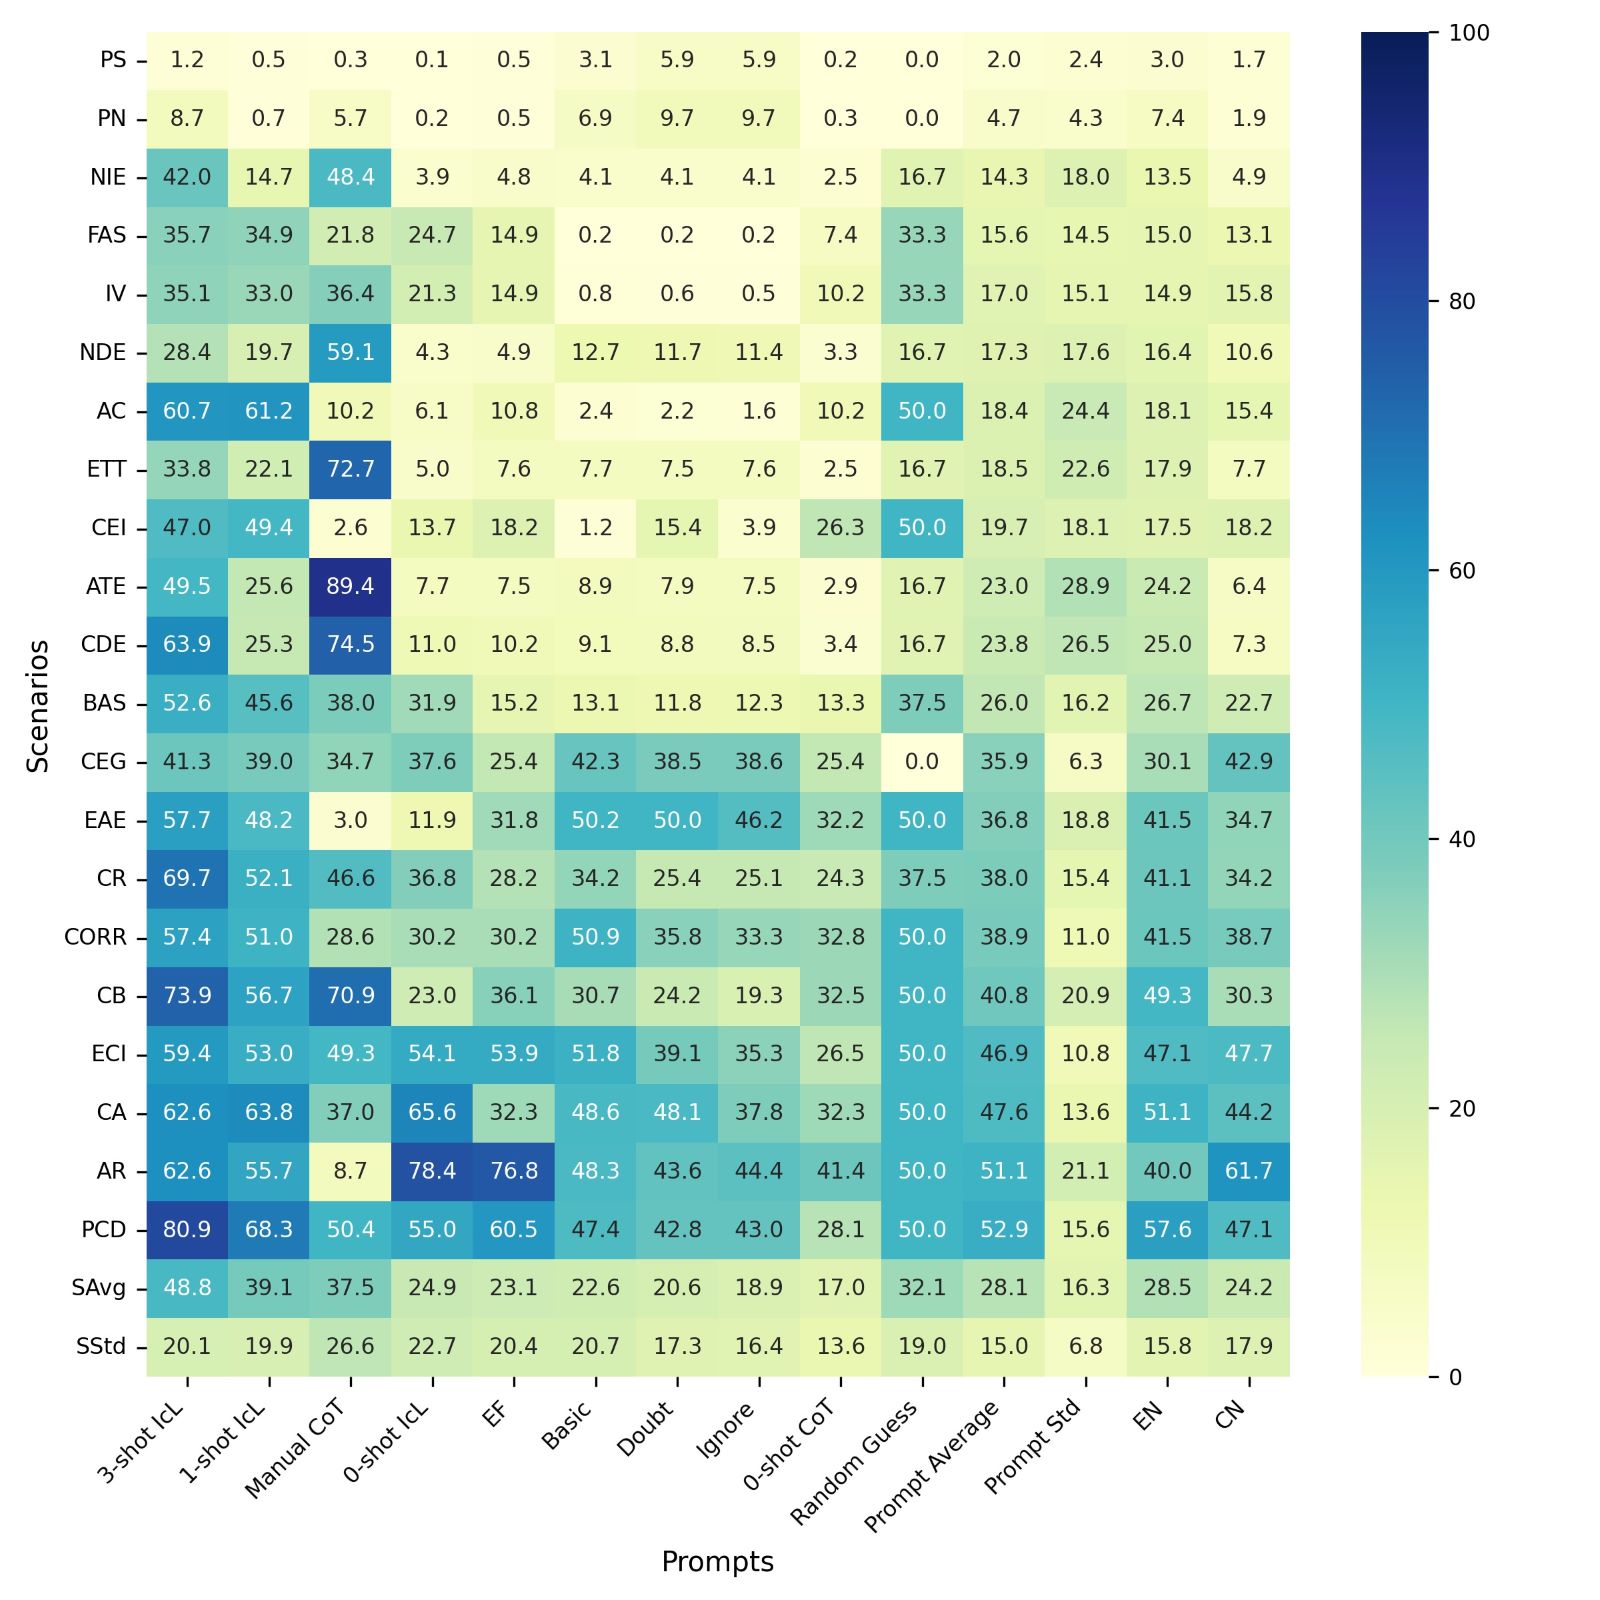 PS 1.2 0.5 0.3 0.1 0.5 3.1 5.9 5.9 0.2 0.0 2.0 2.4 3.0 1.7
PN 8.7 0.7 5.7 0.2 0.5 6.9 9.7 9.7 0.3 0.0 4.7 4.3 7.4 1.9
NIE 42.0 14.7 48.4 3.9 4.8 4.1 4.1 4.1 2.5 16.7 14.3 18.0 13.5 4.9
FAS 35.7 34.9 21.8 24.7 14.9 0.2 0.2 0.2 7.4 33.3 15.6 14.5 15.0 13.1
IV 35.1 33.0 36.4 21.3 14.9 0.8 0.6 0.5 10.2 33.3 17.0 15.1 14.9 15.8
NDE 28.4 19.7 59.1 4.3 4.9 12.7 11.7 11.4 3.3 16.7 17.3 17.6 16.4 10.6
AC 60.7 61.2 10.2 6.1 10.8 2.4 2.2 1.6 10.2 50.0 18.4 24.4 18.1 15.4
ETT 33.8 22.1 72.7 5.0 7.6 7.7 7.5 7.6 2.5 16.7 18.5 22.6 17.9 7.7
CEI 47.0 49.4 2.6 13.7 18.2 1.2 15.4 3.9 26.3 50.0 19.7 18.1 17.5 18.2
ATE 49.5 25.6 89.4 7.7 7.5 8.9 7.9 7.5 2.9 16.7 23.0 28.9 24.2 6.4
CDE 63.9 25.3 74.5 11.0 10.2 9.1 8.8 8.5 3.4 16.7 23.8 26.5 25.0 7.3
BAS 52.6 45.6 38.0 31.9 15.2 13.1 11.8 12.3 13.3 37.5 26.0 16.2 26.7 22.7
CEG 41.3 39.0 34.7 37.6 25.4 42.3 38.5 38.6 25.4 0.0 35.9 6.3 30.1 42.9
EAE 57.7 48.2 3.0 11.9 31.8 50.2 50.0 46.2 32.2 50.0 36.8 18.8 41.5 34.7
CR 69.7 52.1 46.6 36.8 28.2 34.2 25.4 25.1 24.3 37.5 38.0 15.4 41.1 34.2
CORR 57.4 51.0 28.6 30.2 30.2 50.9 35.8 33.3 32.8 50.0 38.9 11.0 41.5 38.7
CB 73.9 56.7 70.9 23.0 36.1 30.7 24.2 19.3 32.5 50.0 40.8 20.9 49.3 30.3
ECI 59.4 53.0 49.3 54.1 53.9 51.8 39.1 35.3 26.5 50.0 46.9 10.8 47.1 47.7
CA 62.6 63.8 37.0 65.6 32.3 48.6 48.1 37.8 32.3 50.0 47.6 13.6 51.1 44.2
AR 62.6 55.7 8.7 78.4 76.8 48.3 43.6 44.4 41.4 50.0 51.1 21.1 40.0 61.7
PCD 80.9 68.3 50.4 55.0 60.5 47.4 42.8 43.0 28.1 50.0 52.9 15.6 57.6 47.1
SAvg 48.8 39.1 37.5 24.9 23.1 22.6 20.6 18.9 17.0 32.1 28.1 16.3 28.5 24.2
SStd 20.1 19.9 26.6 22.7 20.4 20.7 17.3 16.4 13.6 19.0 15.0 6.8 15.8 17.9
3-shot IcL
1-shot IcL
Manual CoT
0-shot IcL
EF
Basic
Doubt
Ignore
0-shot CoT
Random Guess
Prompt Average
Prompt Std
EN
CN
Prompts
Scenarios
100
80
60
40
20
0